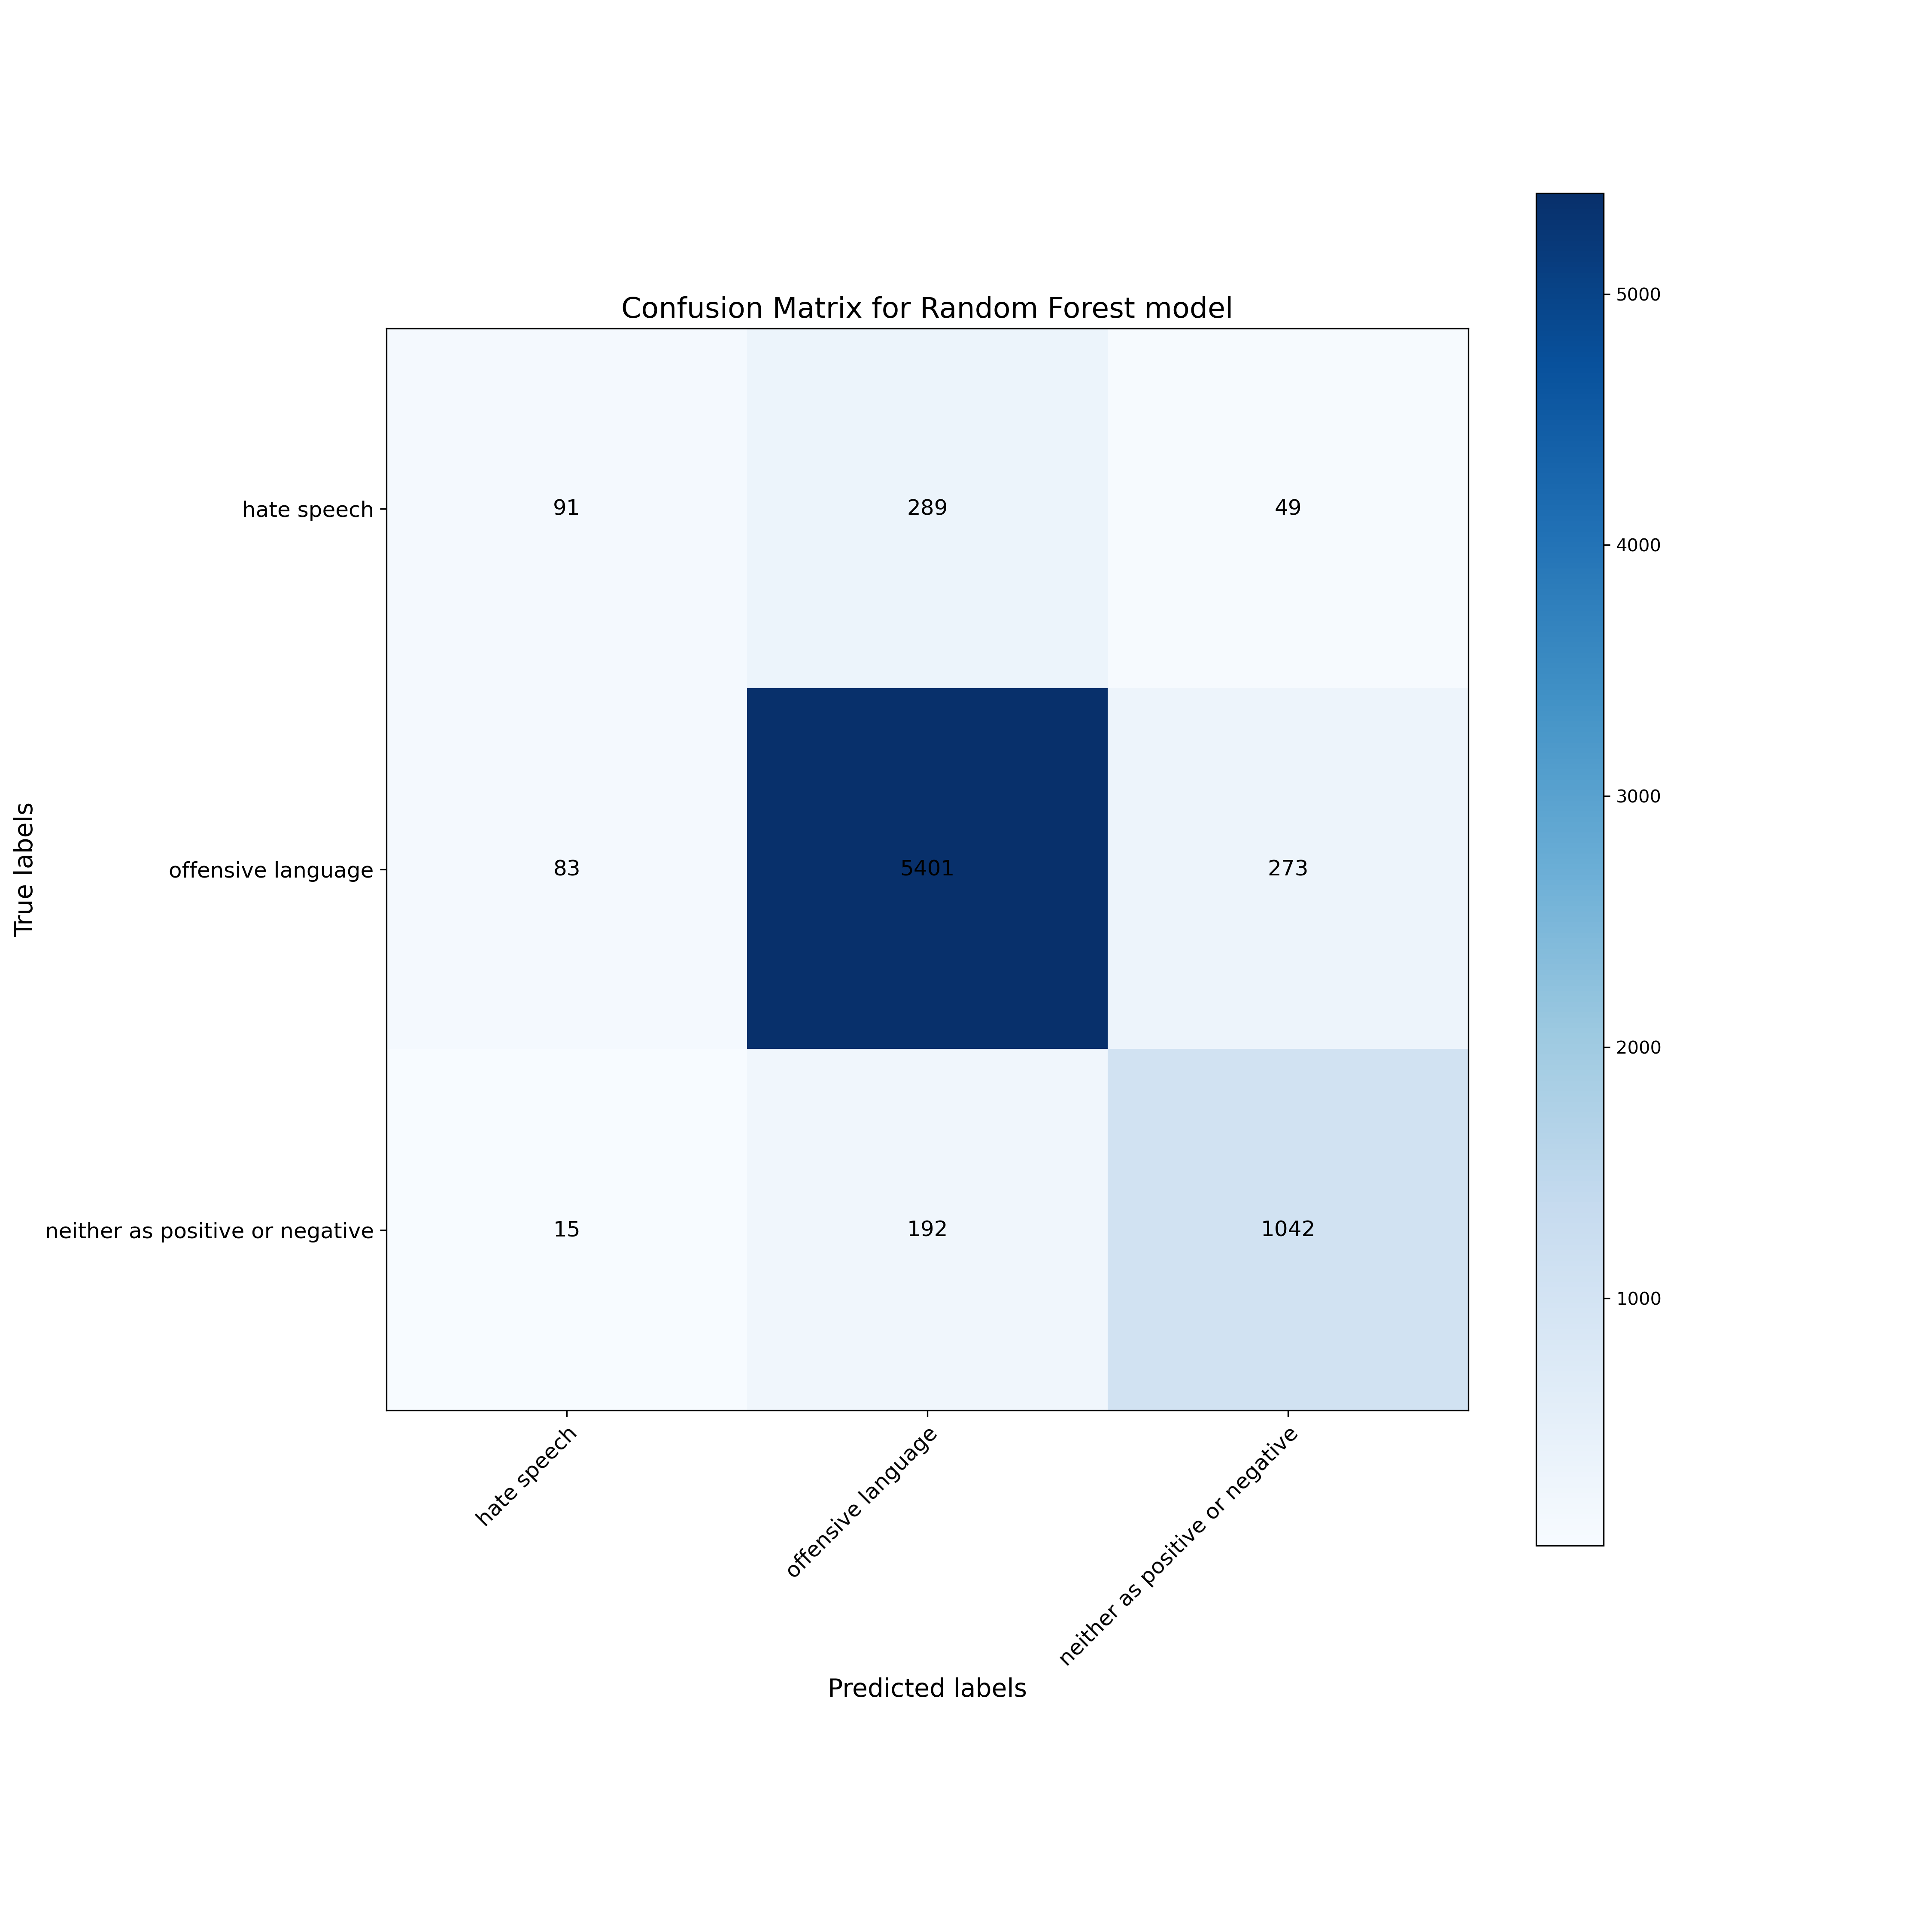 Confusion Matrix for Random Forest model
True labels
hate speech
91 289 49
offensive language
83 5401 273
neither as positive or negative
15 192 1042
hate speech
offensive language
neither as positive or negative
Predicted labels
5000
4000
3000
2000
1000